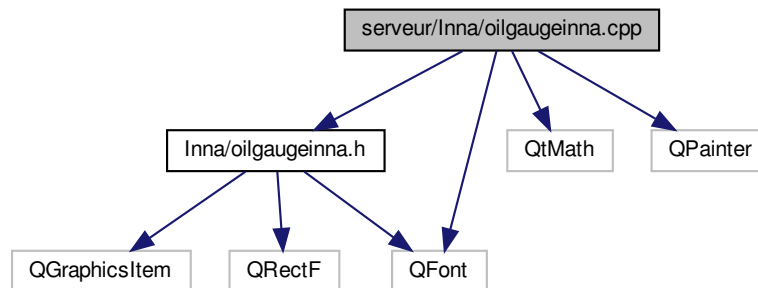 serveur/Inna/oilgaugeinna.cpp
Inna/oilgaugeinna.h
QtMath
QPainter
QGraphicsItem
QRectF
QFont